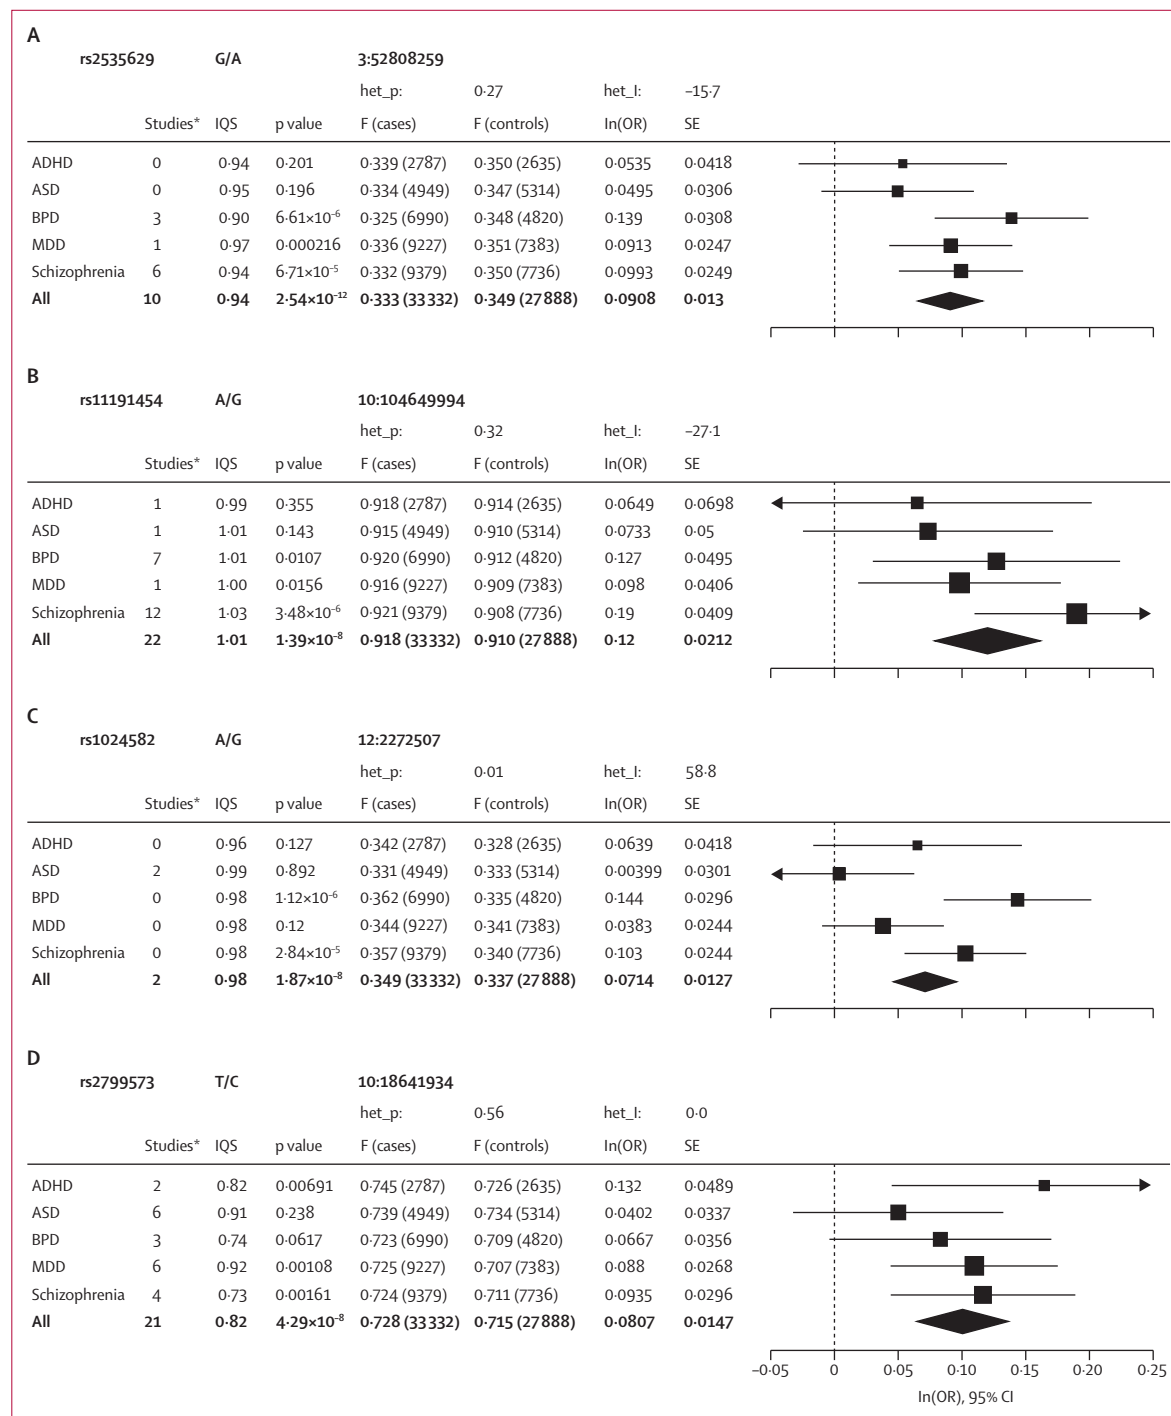 A
rs2535629 G/A 3:52808259
het_p: 0·27 het_I: –15·7
Studies* IQS p value F (cases) F (controls) ln(OR) SE
ADHD 0 0·94 0·201 0·339 (2787) 0·350 (2635) 0·0535 0·0418
ASD 0 0·95 0·196 0·334 (4949) 0·347 (5314) 0·0495 0·0306
BPD 3 0·90 6·61×10⁻⁶ 0·325 (6990) 0·348 (4820) 0·139 0·0308
MDD 1 0·97 0·000216 0·336 (9227) 0·351 (7383) 0·0913 0·0247
Schizophrenia 6 0·94 6·71×10⁻⁵ 0·332 (9379) 0·350 (7736) 0·0993 0·0249
All 10 0·94 2·54×10⁻¹² 0·333 (33 332) 0·349 (27 888) 0·0908 0·013
B
rs11191454 A/G 10:104649994
het_p: 0·32 het_I: –27·1
Studies* IQS p value F (cases) F (controls) ln(OR) SE
ADHD 1 0·99 0·355 0·918 (2787) 0·914 (2635) 0·0649 0·0698
ASD 1 1·01 0·143 0·915 (4949) 0·910 (5314) 0·0733 0·05
BPD 7 1·01 0·0107 0·920 (6990) 0·912 (4820) 0·127 0·0495
MDD 1 1·00 0·0156 0·916 (9227) 0·909 (7383) 0·098 0·0406
Schizophrenia 12 1·03 3·48×10⁻⁶ 0·921 (9379) 0·908 (7736) 0·19 0·0409
All 22 1·01 1·39×10⁻⁸ 0·918 (33 332) 0·910 (27 888) 0·12 0·0212
C
rs1024582 A/G 12:2272507
het_p: 0·01 het_I: 58·8
Studies* IQS p value F (cases) F (controls) ln(OR) SE
ADHD 0 0·96 0·127 0·342 (2787) 0·328 (2635) 0·0639 0·0418
ASD 2 0·99 0·892 0·331 (4949) 0·333 (5314) 0·00399 0·0301
BPD 0 0·98 1·12×10⁻⁶ 0·362 (6990) 0·335 (4820) 0·144 0·0296
MDD 0 0·98 0·12 0·344 (9227) 0·341 (7383) 0·0383 0·0244
Schizophrenia 0 0·98 2·84×10⁻⁵ 0·357 (9379) 0·340 (7736) 0·103 0·0244
All 2 0·98 1·87×10⁻⁸ 0·349 (33 332) 0·337 (27 888) 0·0714 0·0127
D
rs2799573 T/C 10:18641934
het_p: 0·56 het_I: 0·0
Studies* IQS p value F (cases) F (controls) ln(OR) SE
ADHD 2 0·82 0·00691 0·745 (2787) 0·726 (2635) 0·132 0·0489
ASD 6 0·91 0·238 0·739 (4949) 0·734 (5314) 0·0402 0·0337
BPD 3 0·74 0·0617 0·723 (6990) 0·709 (4820) 0·0667 0·0356
MDD 6 0·92 0·00108 0·725 (9227) 0·707 (7383) 0·088 0·0268
Schizophrenia 4 0·73 0·00161 0·724 (9379) 0·711 (7736) 0·0935 0·0296
All 21 0·82 4·29×10⁻⁸ 0·728 (33 332) 0·715 (27 888) 0·0807 0·0147
–0·05 0 0·05 0·10 0·20 0·25
ln(OR), 95% CI